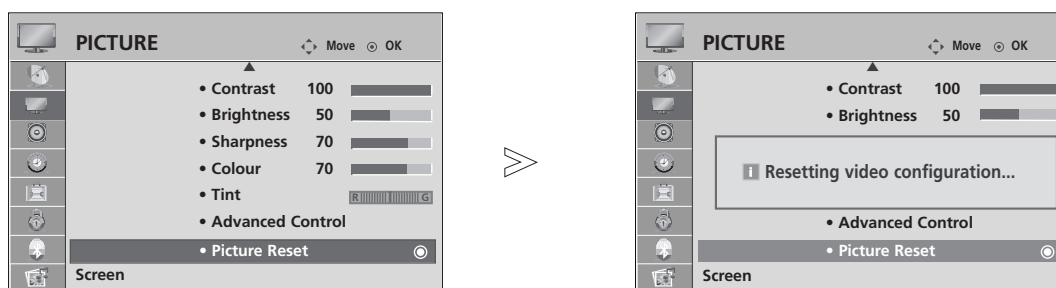 PICTURE
Move OK
• Contrast 100
• Brightness 50
• Sharpness 70
• Colour 70
• Tint R G
• Advanced Control
• Picture Reset
Screen
PICTURE
Move OK
• Contrast 100
• Brightness 50
i Resetting video configuration...
• Advanced Control
• Picture Reset
Screen